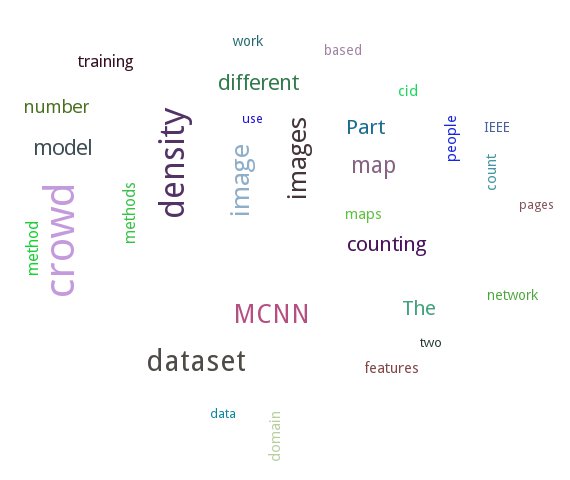 work
based
training
different
cid
number
density
use
images
Part
people
IEEE
model
image
map
count
crowd
methods
pages
method
maps
counting
network
MCNN
The
two
dataset
features
data
domain